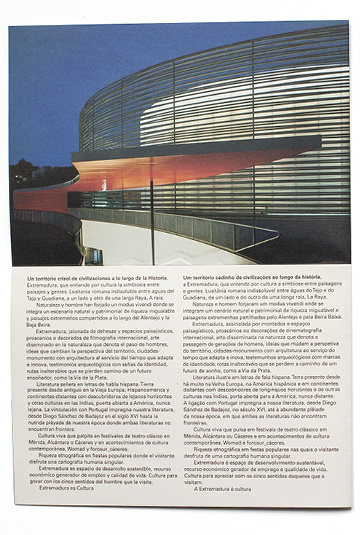 Un territorio crisol de civilizaciones a lo largo de la Historia,
Extremadura, que entiendo por cultura la simbiosis entre
paisajes y gentes. Lusitania romana indisoluble entre aguas del
Tejo y Guadiana, a un lado y otro de una larga Raya, A raia.
Naturaleza y hombre han forjado un modus vivendi donde se
integra un escenario natural y patrimonial de riqueza inigualable
y paisajes extremeños compartidos a lo largo del Alentejo y la
Baja Beira.
Extremadura, jalonada de dehesas y espacios paisajísticos,
proscenios o decorados de filmografía internacional, arte
diseminado en la naturaleza que denota el paso de hombres,
ideas que cambian la perspectiva del territorio, ciudades-
monumento con arquitectura al servicio del tiempo que adapta
e innova, testimonios arqueológicos con señas de identidad,
rutas inalterables que se pierden camino de un futuro
ensoñador, como la Vía de la Plata.
Literatura señera en letras de habla hispana. Tierra
presente desde antiguo en la Vieja Europa, Hispanoamérica y
continentes distantes con descubridores de lejanos horizontes
y otras culturas en las Indias, puerta abierta a América, nunca
lejana. La vinculación con Portugal impregna nuestra literatura,
desde Diego Sánchez de Badajoz en el siglo XVI hasta la
nutrida pléyade de nuestra época donde ambas literaturas no
encuentran frontera.
Cultura viva que palpita en festivales de teatro clásico en
Mérida, Alcántara o Cáceres y en acontecimientos de cultura
contemporánea, Womad y forosur_cáceres.
Riqueza etnográfica en fiestas populares donde el visitante
disfruta una cartografía humana singular.
Extremadura es espacio de desarrollo sostenible, recurso
económico generador de empleo y calidad de vida. Cultura para
gozar con los cinco sentidos del hombre que la visita.
Extremadura es Cultura
Um território cadinho de civilizações ao longo da história,
a Extremadura, que entende por cultura a simbiose entre paisagens
e gentes. Lusitânia romana indissolúvel entre águas do Tejo e do
Guadiana, de um lado e do outro de uma longa raia, La Raya.
Natureza e homem forjaram um modus vivendi onde se
integram um cenário natural e patrimonial de riqueza inigualável e
paisagens estremenhas partilhadas pelo Alentejo e pela Beira Baixa.
Extremadura, assinalada por montados e espaços
paisagísticos, proscénios ou decorações de cinematografia
internacional, arte disseminada na natureza que denota a
passagem de gerações de homens, ideias que mudam a perspetiva
do território, cidades-monumento com arquitetura ao serviço do
tempo que adapta e inova, testemunhos arqueológicos com marcas
de identidade, rotas inalteráveis que se perdem a caminho de um
futuro de sonho, como a Via da Prata.
Literatura ilustre em letras de fala hispana. Terra presente desde
há muito na Velha Europa, na América hispânica e em continentes
distantes com descobridores de longínquos horizontes e de outras
culturas nas Índias, porta aberta para a América, nunca distante.
A ligação com Portugal impregna a nossa literatura, desde Diego
Sánchez de Badajoz, no século XVI, até à abundante plêiade
da nossa época, em que ambas as literaturas não encontram
fronteiras.
Cultura viva que pulsa em festivais de teatro clássico em
Mérida, Alcántara ou Cáceres e em acontecimentos de cultura
contemporânea, Womad e forosur_cáceres.
Riqueza etnográfica em festas populares nas quais o visitante
desfruta de uma cartografia humana singular.
Extremadura é espaço de desenvolvimento sustentável,
recurso económico gerador de emprego e qualidade de vida.
Cultura para apreciar com os cinco sentidos daqueles que a
visitam.
A Extremadura é cultura